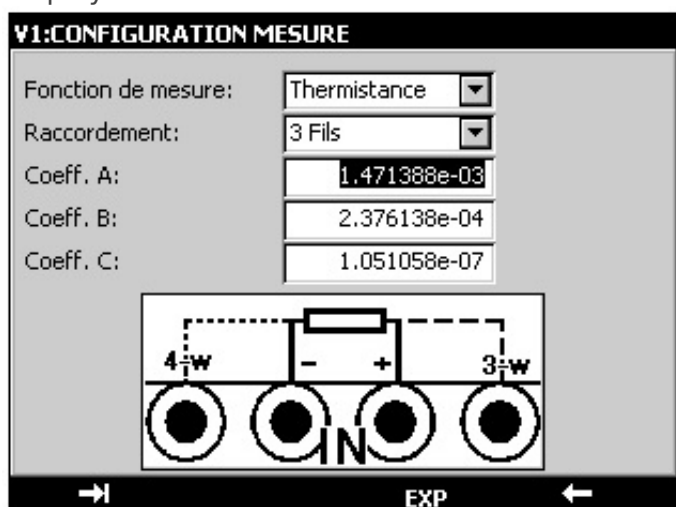 V1:CONFIGURATION MESURE
Fonction de mesure: Thermistance
Raccordement: 3 Fils
Coeff. A: 1.471388e-03
Coeff. B: 2.376138e-04
Coeff. C: 1.051058e-07
4-w - + 3-w
IN
EXP